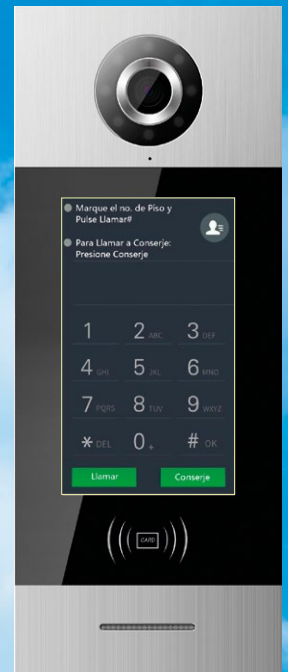 Marque el no. de Piso y
Pulse Llamar#
Para Llamar a Conserje:
Presione Conserje
1 2 ABC 3 DEF
4 GHI 5 JKL 6 MNO
7 PQRS 8 TUV 9 WXYZ
* DEL 0 + # OK
Llamar Conserje
CARD